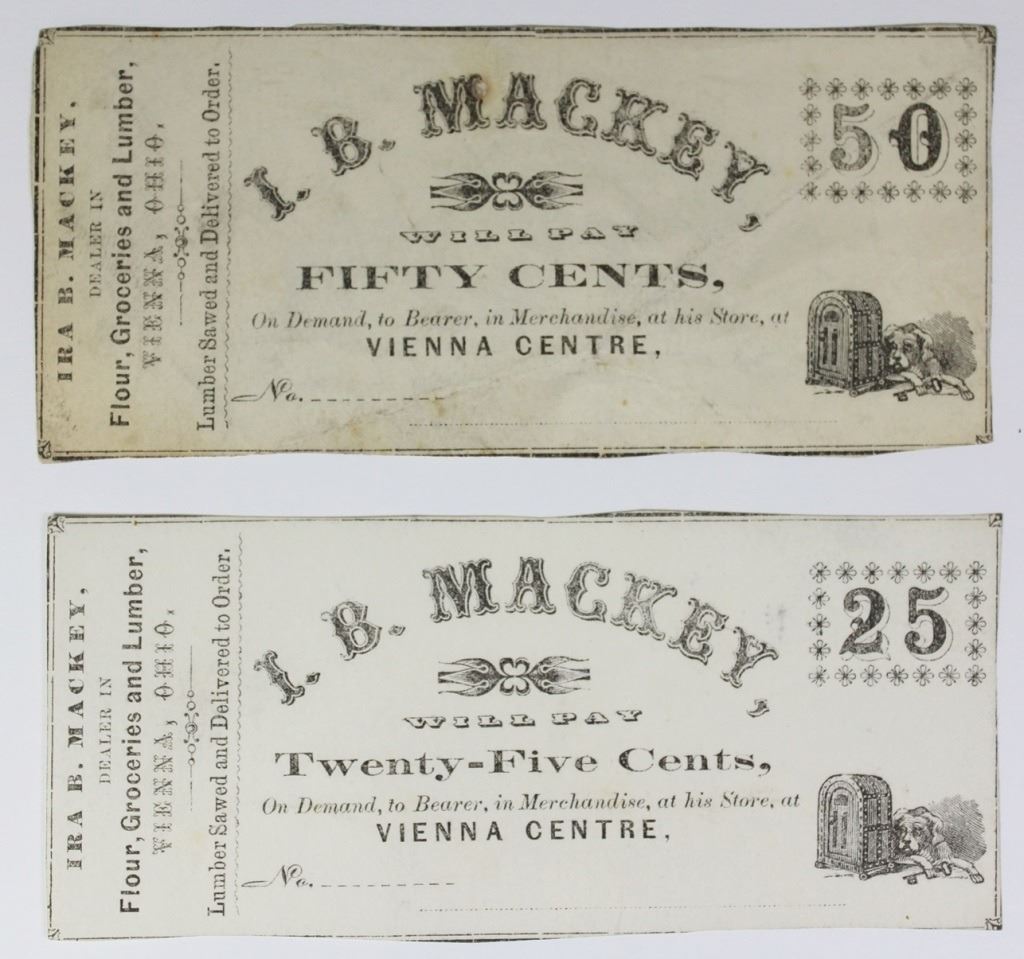 IRA B. MACKEY,
DEALER IN
Flour, Groceries and Lumber,
VIENNA, OHIO.
Lumber Sawed and Delivered to Order.
I. B. MACKEY,
50
WILL PAY
FIFTY CENTS,
On Demand, to Bearer, in Merchandise, at his Store, at
VIENNA CENTRE,
No.
IRA B. MACKEY,
DEALER IN
Flour, Groceries and Lumber,
VIENNA, OHIO.
Lumber Sawed and Delivered to Order.
I. B. MACKEY,
25
WILL PAY
Twenty-Five Cents,
On Demand, to Bearer, in Merchandise, at his Store, at
VIENNA CENTRE,
No.